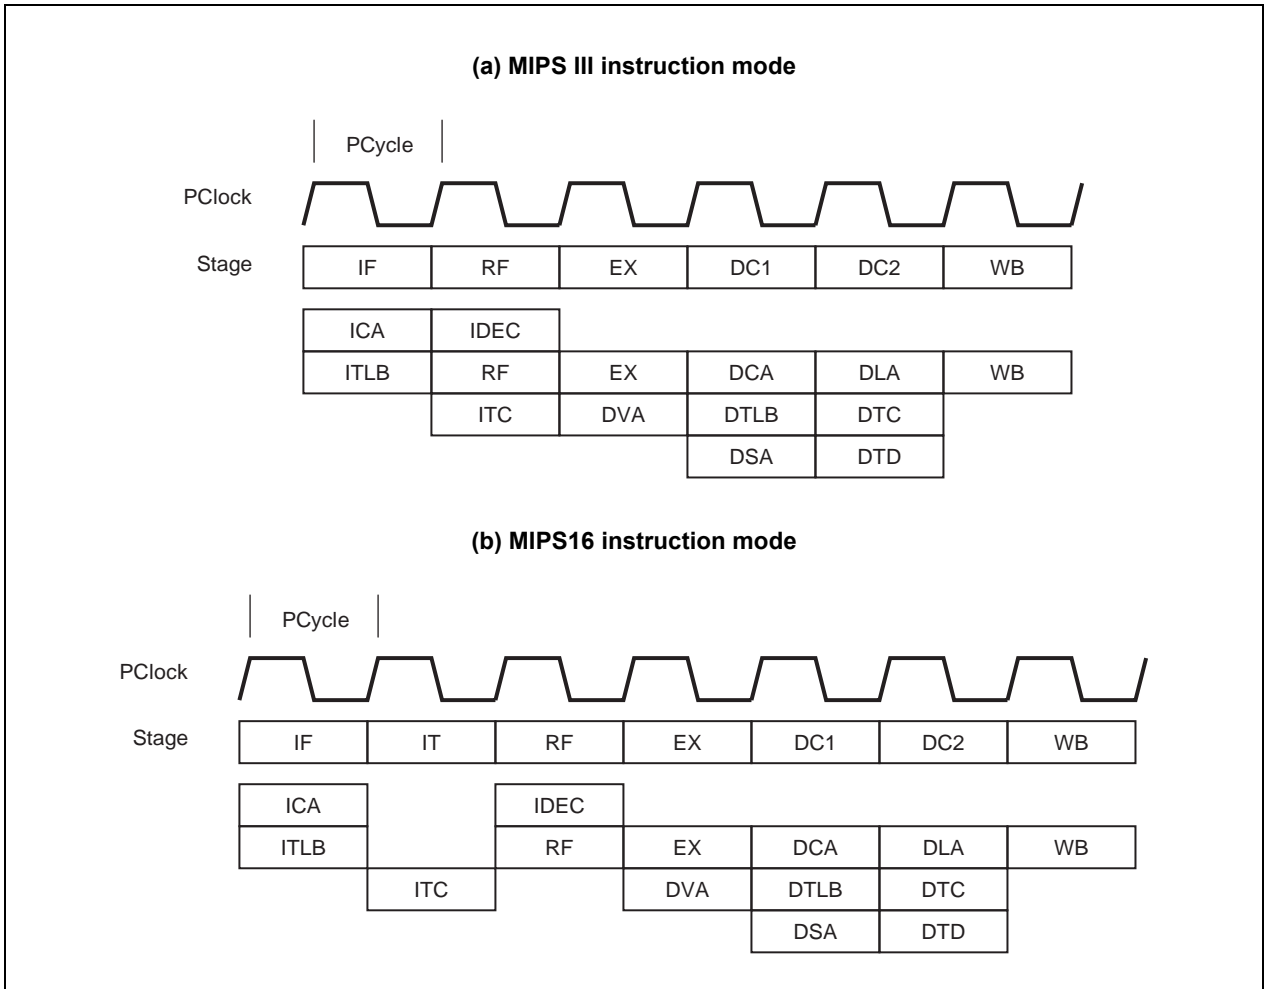 (a) MIPS III instruction mode
PCycle
PClock
Stage IF RF EX DC1 DC2 WB
ICA IDEC
ITLB RF EX DCA DLA WB
ITC DVA DTLB DTC
DSA DTD
(b) MIPS16 instruction mode
PCycle
PClock
Stage IF IT RF EX DC1 DC2 WB
ICA IDEC
ITLB RF EX DCA DLA WB
ITC DVA DTLB DTC
DSA DTD